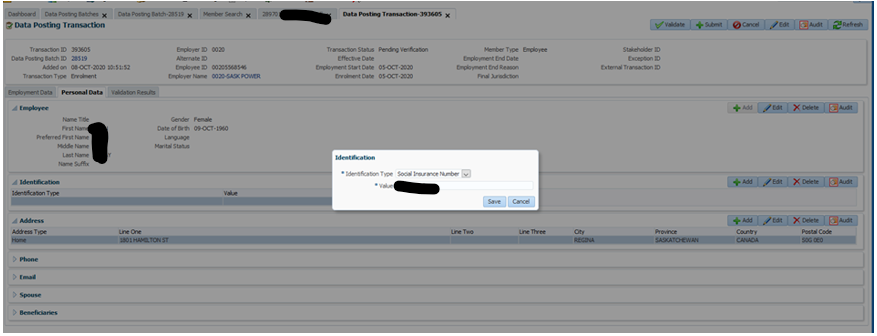 Dashboard Data Posting Batches Data Posting Batch-28519 Member Search 28970 Data Posting Transaction-393605
Data Posting Transaction Validate Submit Cancel Edit Audit Refresh
Transaction ID 393605 Employer ID 0020 Transaction Status Pending Verification Member Type Employee Stakeholder ID
Data Posting Batch ID 28519 Alternate ID Effective Date Employment End Date Exception ID
Added on 08-OCT-2020 10:51:52 Employee ID 00205568546 Employment Start Date 05-OCT-2020 Employment End Reason External Transaction ID
Transaction Type Enrolment Employer Name 0020-SASK POWER Enrolment Date 05-OCT-2020 Final Jurisdiction
Employment Data Personal Data Validation Results
Employee Add Edit Delete Audit
Name Title Gender Female
First Name Date of Birth 09-OCT-1960
Preferred First Name Language
Middle Name Marital Status
Last Name
Name Suffix
Identification
* Identification Type Social Insurance Number
* Value
Save Cancel
Identification Add Edit Delete Audit
Identification Type Value
Address Add Edit Delete Audit
Address Type Line One Line Two Line Three City Province Country Postal Code
Home 1801 HAMILTON ST REGINA SASKATCHEWAN CANADA S0G 0E0
Phone
Email
Spouse
Beneficiaries